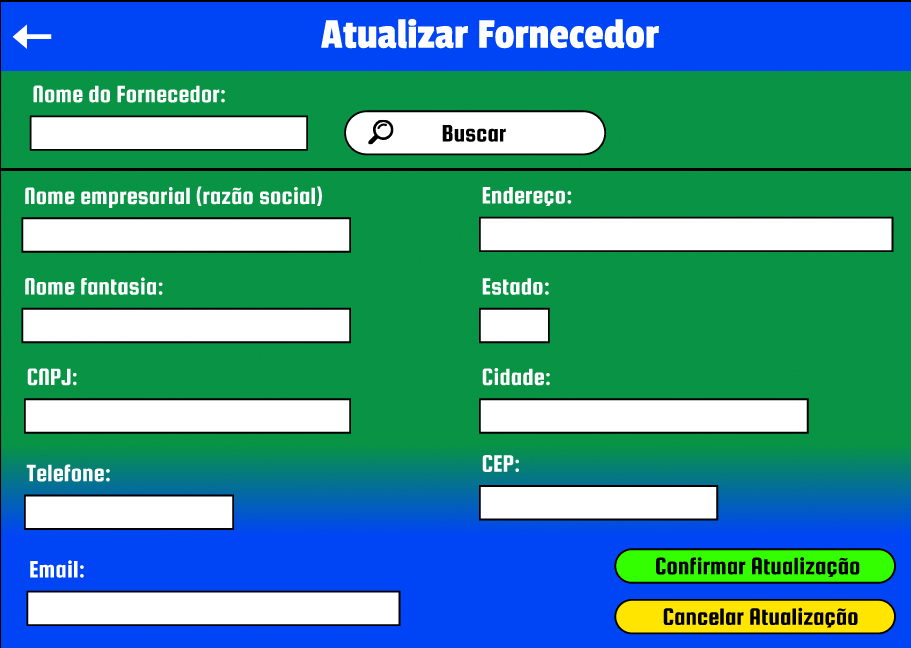 Atualizar Fornecedor
Nome do Fornecedor:
Buscar
Nome empresarial (razão social)
Endereço:
Nome fantasia:
Estado:
CNPJ:
Cidade:
Telefone:
CEP:
Email:
Confirmar Atualização
Cancelar Atualização